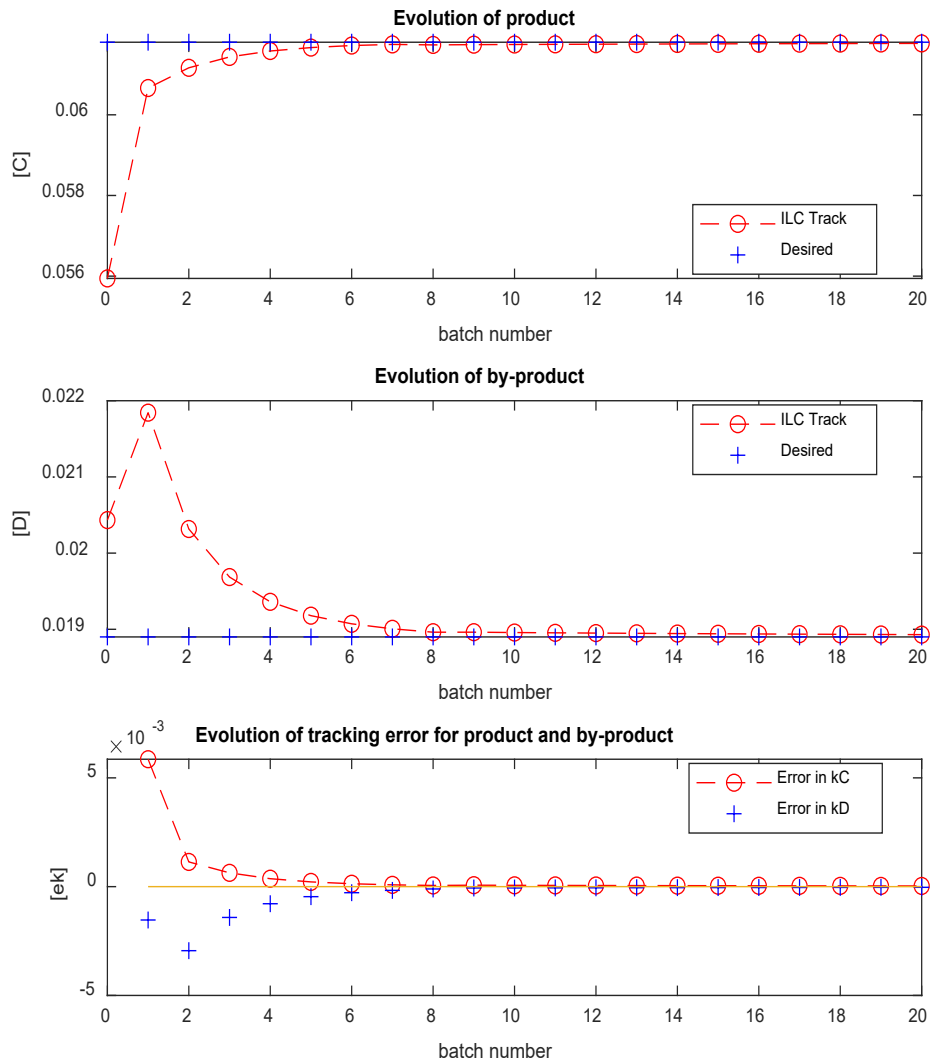 Evolution of product
[C]
0.06
0.058
0.056
ILC Track
Desired
0 2 4 6 8 10 12 14 16 18 20
batch number
Evolution of by-product
[D]
0.022
0.021
0.02
0.019
ILC Track
Desired
0 2 4 6 8 10 12 14 16 18 20
batch number
Evolution of tracking error for product and by-product
× 10 -3
[ek]
5
0
-5
Error in kC
Error in kD
0 2 4 6 8 10 12 14 16 18 20
batch number